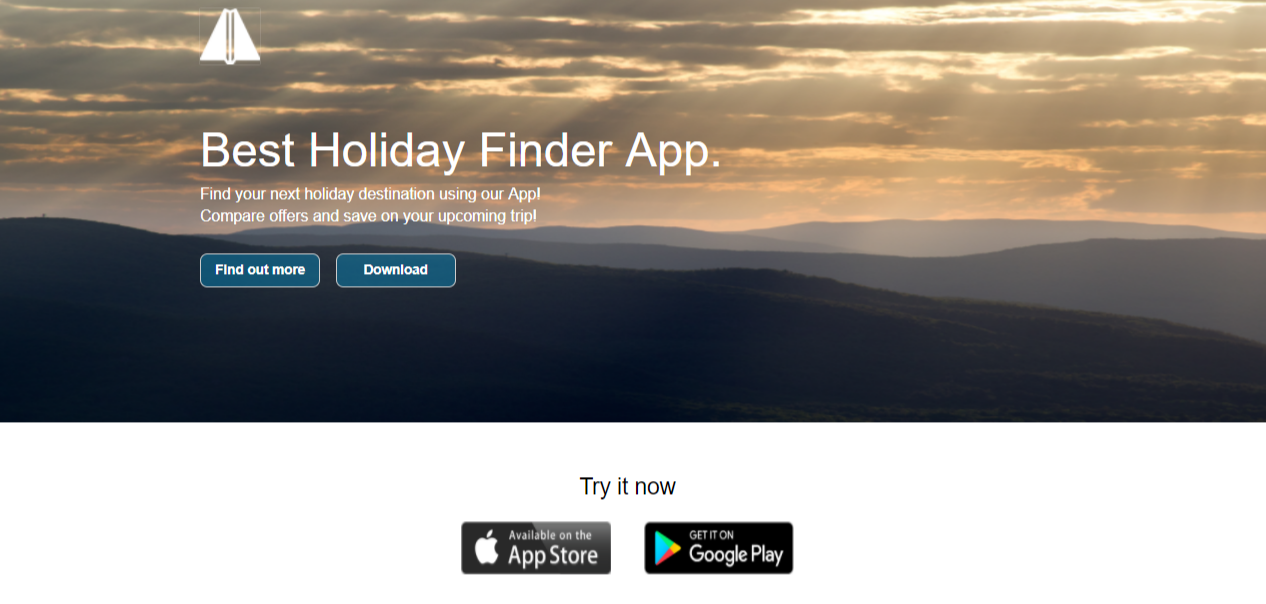 Best Holiday Finder App.
Find your next holiday destination using our App!
Compare offers and save on your upcoming trip!
Find out more
Download
Try it now
Available on the
App Store
GET IT ON
Google Play